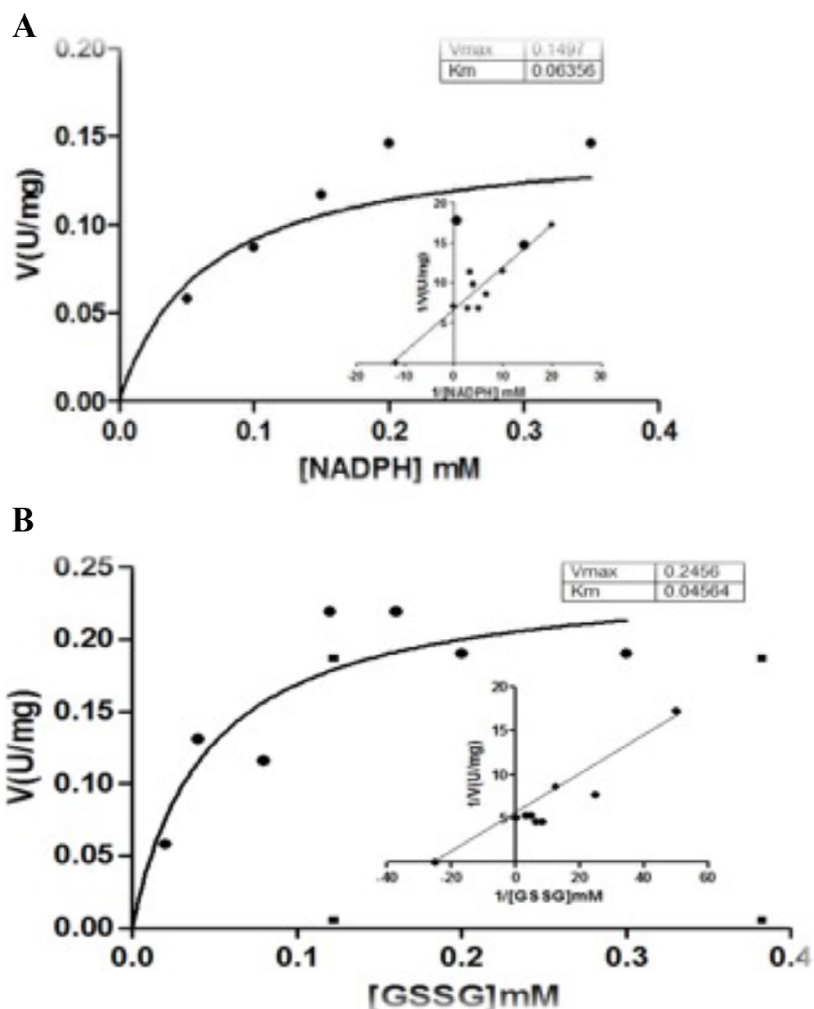 A
0.20
0.15
0.10
0.05
0.00
V(U/mg)
Vmax 0.1497
Km 0.06356
20
15
10
5
1/V(U/mg)
-20 -10 0 10 20 30
1/[NADPH] mM
0.0 0.1 0.2 0.3 0.4
[NADPH] mM
B
0.25
0.20
0.15
0.10
0.05
0.00
V(U/mg)
Vmax 0.2456
Km 0.04564
20
15
10
5
1/V(U/mg)
-40 -20 0 20 40 60
1/[GSSG]mM
0.0 0.1 0.2 0.3 0.4
[GSSG]mM